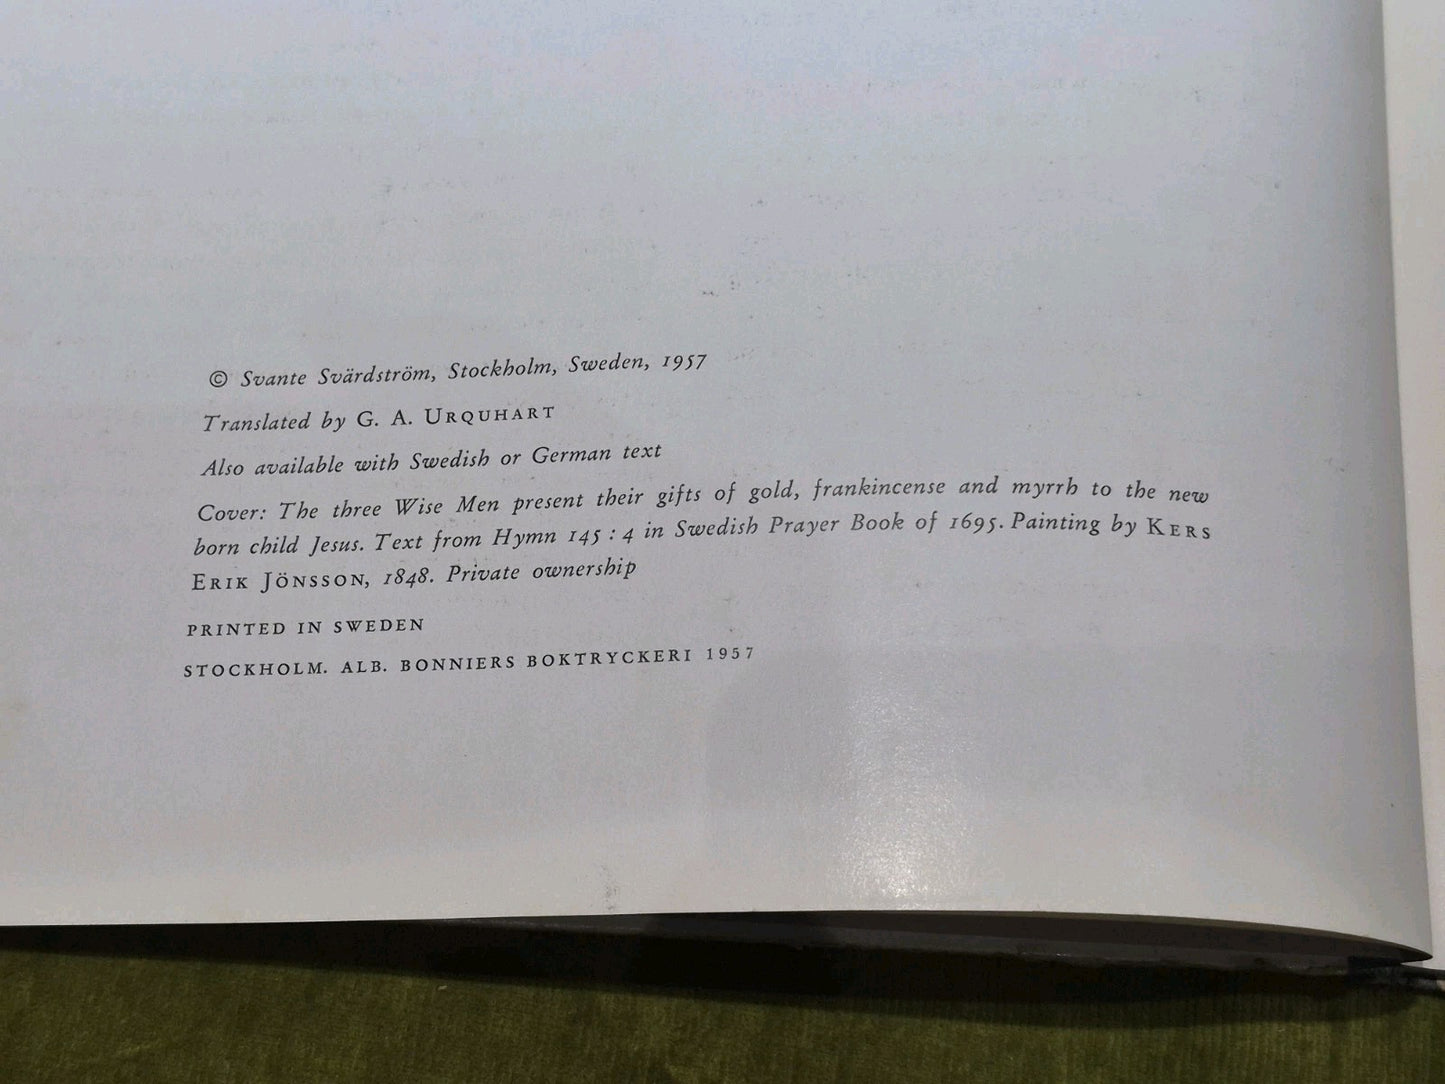 © Svante Svärdström, Stockholm, Sweden, 1957
Translated by G. A. URQUHART
Also available with Swedish or German text
Cover: The three Wise Men present their gifts of gold, frankincense and myrrh to the new
born child Jesus. Text from Hymn 145 : 4 in Swedish Prayer Book of 1695. Painting by KERS
ERIK JÖNSSON, 1848. Private ownership
PRINTED IN SWEDEN
STOCKHOLM. ALB. BONNIERS BOKTRYCKERI 1957